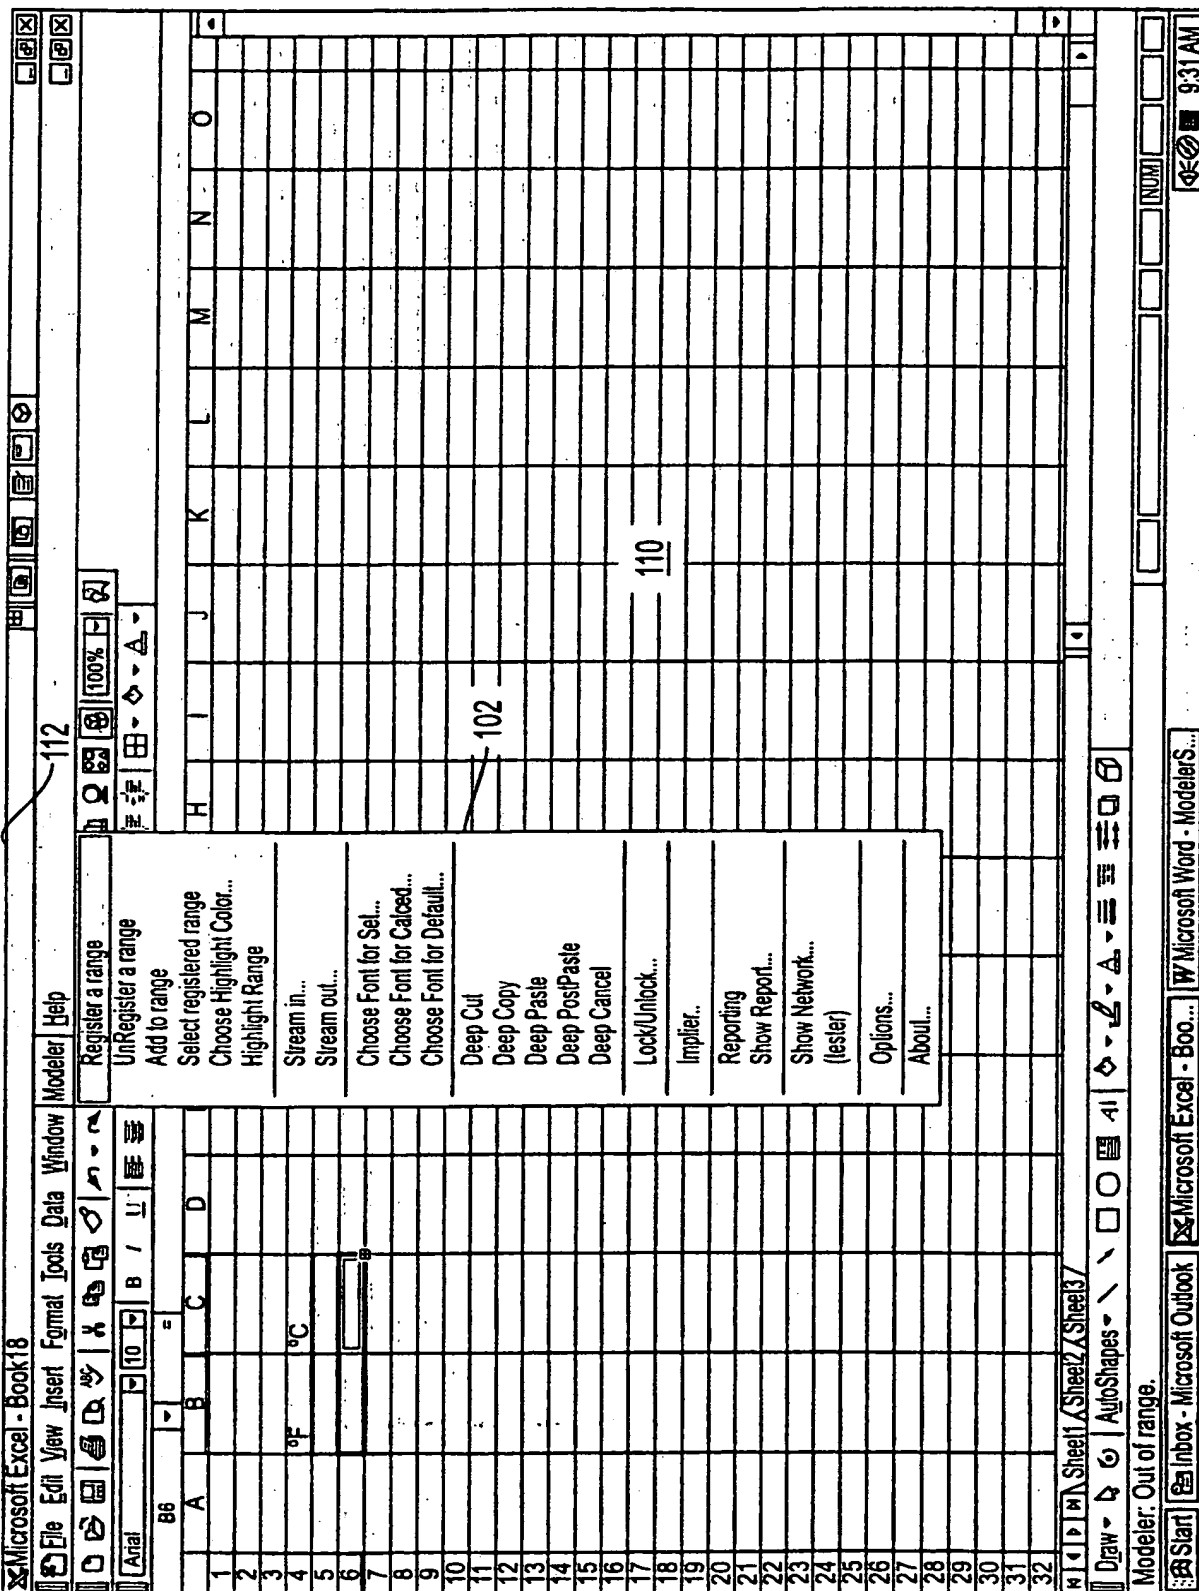 Microsoft Excel - Book18
112
File Edit View Insert Format Tools Data Window Modeler Help
100%
Arial 10 B I U
B6 =
A B C D H I J K L M N O
1
2
3
4 °F °C
5
6
7
8
9
10
11
12
13
14
15
16
17
18
19
20
21
22
23
24
25
26
27
28
29
30
31
32
Register a range
UnRegister a range
Add to range
Select registered range
Choose Highlight Color...
Highlight Range
Stream in...
Stream out...
Choose Font for Set...
Choose Font for Calced...
Choose Font for Default...
Deep Cut
Deep Copy
Deep Paste
Deep PostPaste
Deep Cancel
Lock/Unlock...
Implier...
Reporting
Show Report...
Show Network...
(lester)
Options...
About...
102
110
Sheet1 Sheet2 Sheet3
Draw AutoShapes
Modeler: Out of range.
NUM
Start Inbox - Microsoft Outlook Microsoft Excel - Boo... Microsoft Word - ModelerS... 9:31 AM